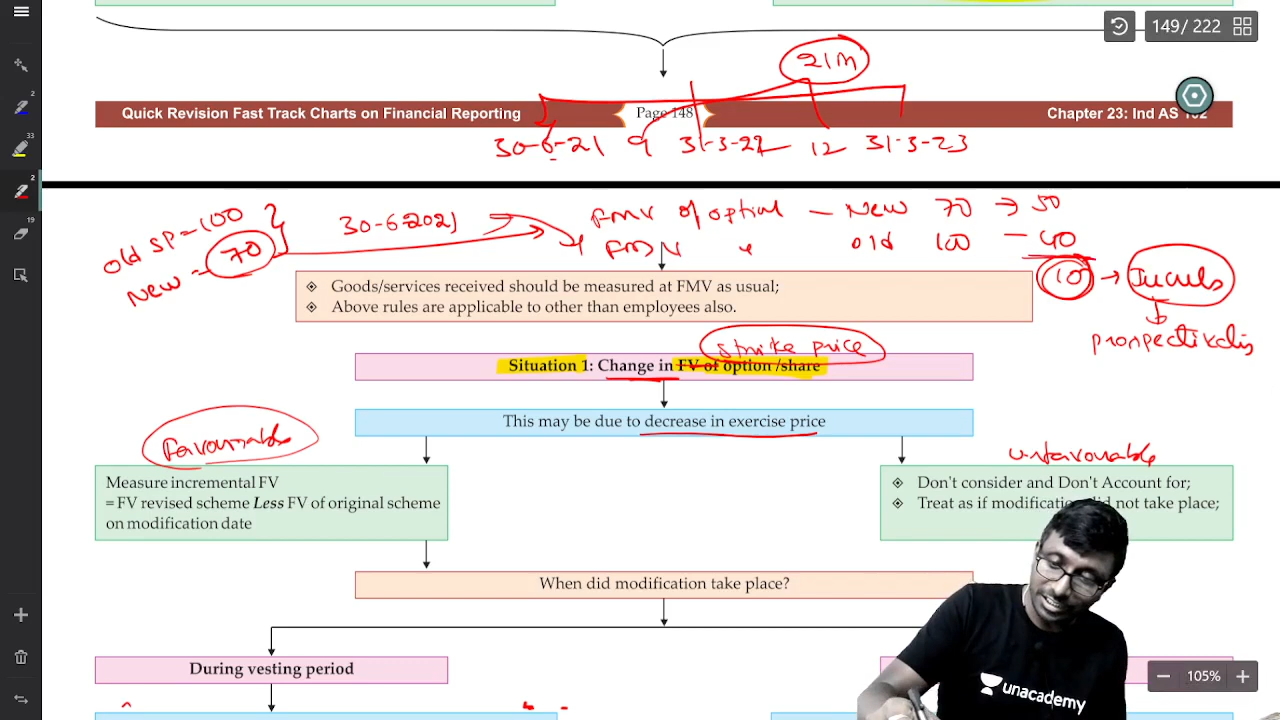 149/ 222
21m
Quick Revision Fast Track Charts on Financial Reporting
Page 148
Chapter 23: Ind AS 102
30-6-21 9 31-3-22 12 31-3-23
old SP = 100
New - 70
30-6-2021
FMV of option - New 70 → 50
FMV " old 100 - 40
10 →
prospectively
Goods/services received should be measured at FMV as usual;
Above rules are applicable to other than employees also.
strike price
Situation 1: Change in FV of option /share
This may be due to decrease in exercise price
Favourable
Measure incremental FV
= FV revised scheme Less FV of original scheme
on modification date
unfavourable
Don't consider and Don't Account for;
Treat as if modification did not take place;
When did modification take place?
During vesting period
unacademy
105%
2
33
2
19